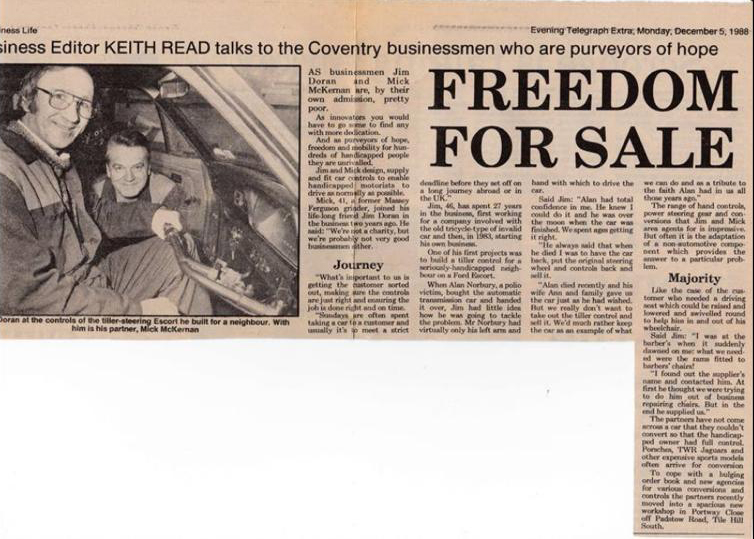 iness Life
Evening Telegraph Extra, Monday, December 5, 1988
siness Editor KEITH READ talks to the Coventry businessmen who are purveyors of hope
FREEDOM
FOR SALE
Doran at the controls of the tiller-steering Escort he built for a neighbour. With
him is his partner, Mick McKernan
AS businessmen Jim
Doran and Mick
McKernan are, by their
own admission, pretty
poor.
As innovators you would
have to go some to find any
with more dedication.
And as purveyors of hope,
freedom and mobility for hun-
dreds of handicapped people
they are unrivalled.
Jim and Mick design, supply
and fit car controls to enable
handicapped motorists to
drive as normally as possible.
Mick, 41, a former Massey
Ferguson grinder, joined his
life-long friend Jim Doran in
the business two years ago. He
said: "We're not a charity, but
we're probably not very good
businessmen either.
Journey
"What's important to us is
getting the customer sorted
out, making sure the controls
are just right and ensuring the
job is done right and on time.
"Sundays are often spent
taking a car to a customer and
usually it's to meet a strict
deadline before they set off on
a long journey abroad or in
the UK."
Jim, 46, has spent 27 years
in the business, first working
for a company involved with
the old tricycle-type of invalid
car and then, in 1983, starting
his own business.
One of his first projects was
to build a tiller control for a
seriously-handicapped neigh-
bour on a Ford Escort.
When Alan Norbury, a polio
victim, bought the automatic
transmission car and handed
it over, Jim had little idea
how he was going to tackle
the problem. Mr Norbury had
virtually only his left arm and
hand with which to drive the
car.
Said Jim: "Alan had total
confidence in me. He knew I
could do it and he was over
the moon when the car was
finished. We spent ages getting
it right.
"He always said that when
he died I was to have the car
back, put the original steering
wheel and controls back and
sell it.
"Alan died recently and his
wife Ann and family gave us
the car just as he had wished.
But we really don't want to
take out the tiller control and
sell it. We'd much rather keep
the car as an example of what
we can do and as a tribute to
the faith Alan had in us all
those years ago."
The range of hand controls,
power steering gear and con-
versions that Jim and Mick
are agents for is impressive.
But often it is the adaptation
of a non-automotive compo-
nent which provides the
answer to a particular prob-
lem.
Majority
Like the case of the cus-
tomer who needed a driving
seat which could be raised and
lowered and swivelled round
to help him in and out of his
wheelchair.
Said Jim: "I was at the
barber's when it suddenly
dawned on me: what we need-
ed were the rams fitted to
barbers' chairs!
"I found out the supplier's
name and contacted him. At
first he thought we were trying
to do him out of business
repairing chairs. But in the
end he supplied us."
The partners have not come
across a car that they couldn't
convert so that the handicap-
ped owner had full control.
Porsches, TWR Jaguars and
other expensive sports models
often arrive for conversion
To cope with a bulging
order book and new agencies
for various conversions and
controls the partners recently
moved into a spacious new
workshop in Portway Close
off Padstow Road, Tile Hill
South.